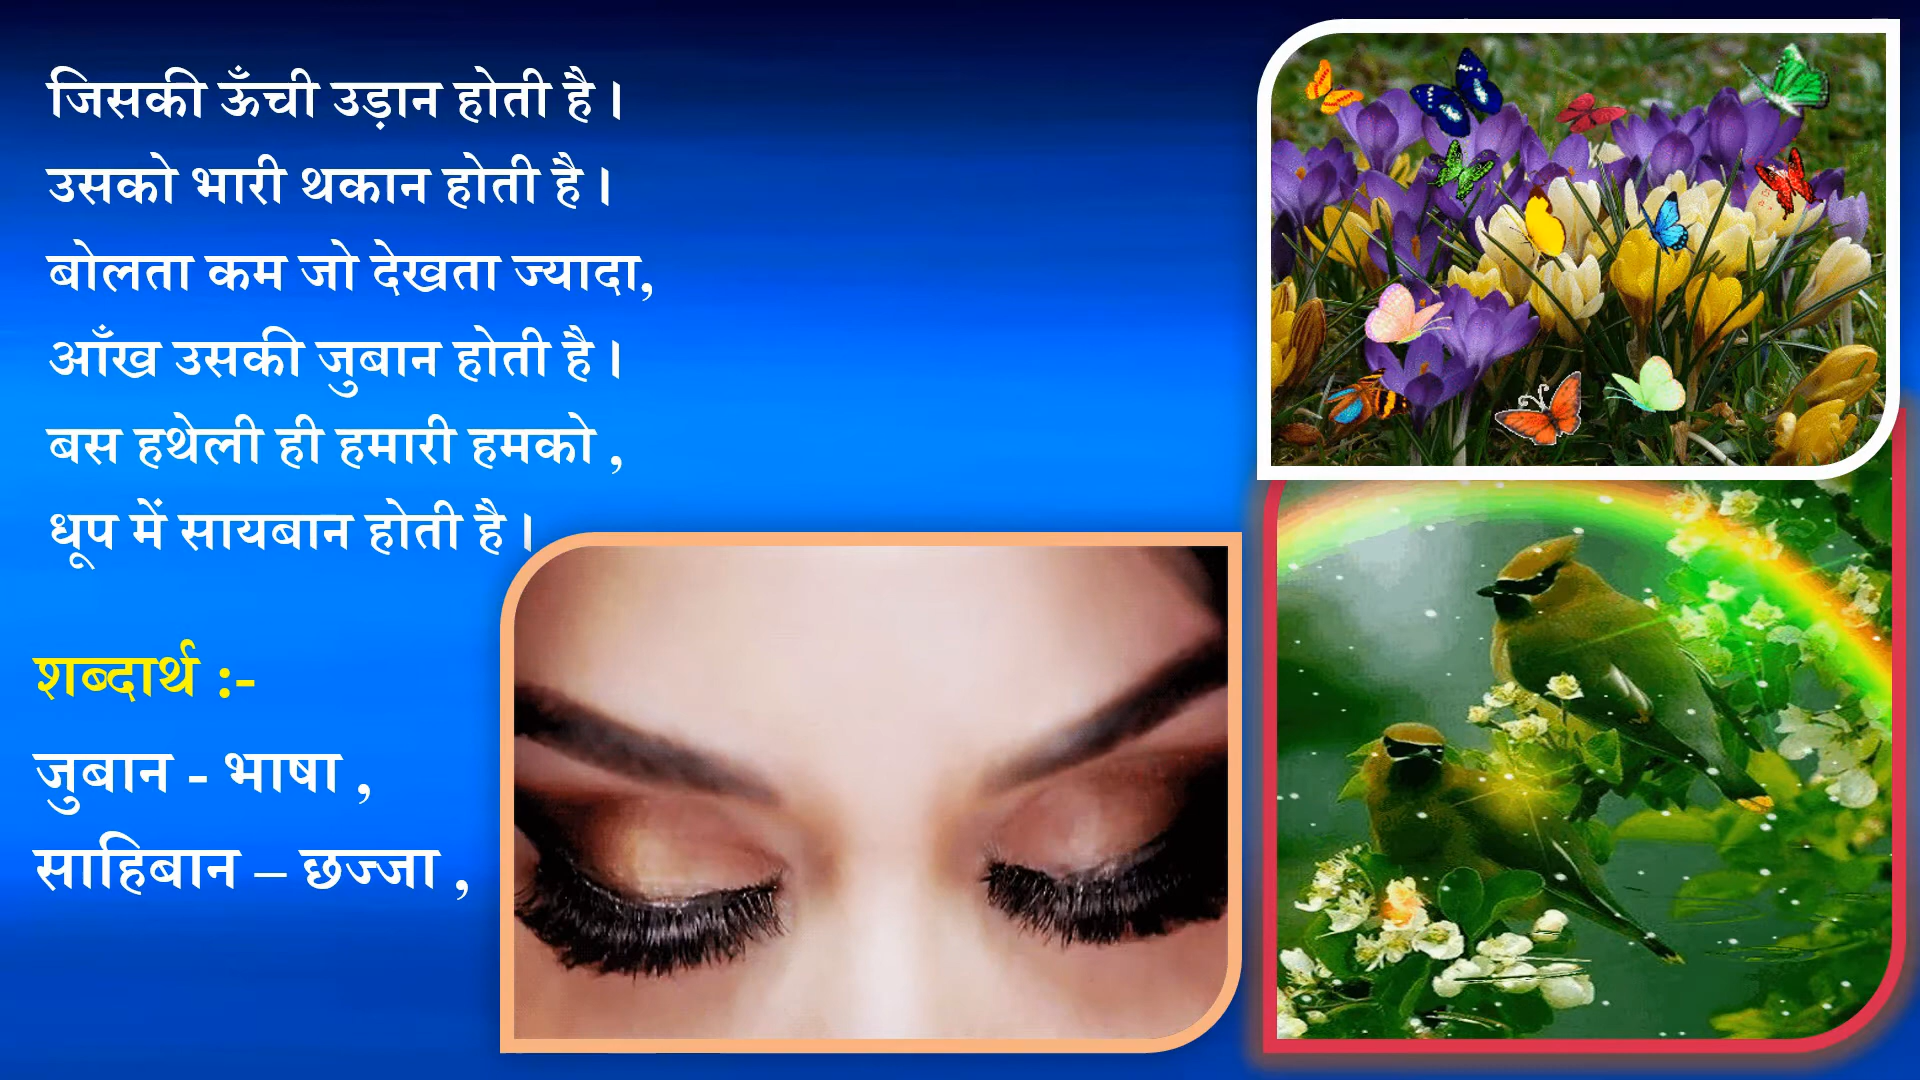 जिसकी ऊँची उड़ान होती है।
उसको भारी थकान होती है।
बोलता कम जो देखता ज्यादा,
आँख उसकी जुबान होती है।
बस हथेली ही हमारी हमको ,
धूप में सायबान होती है।
शब्दार्थ :-
जुबान - भाषा ,
साहिबान – छज्जा ,